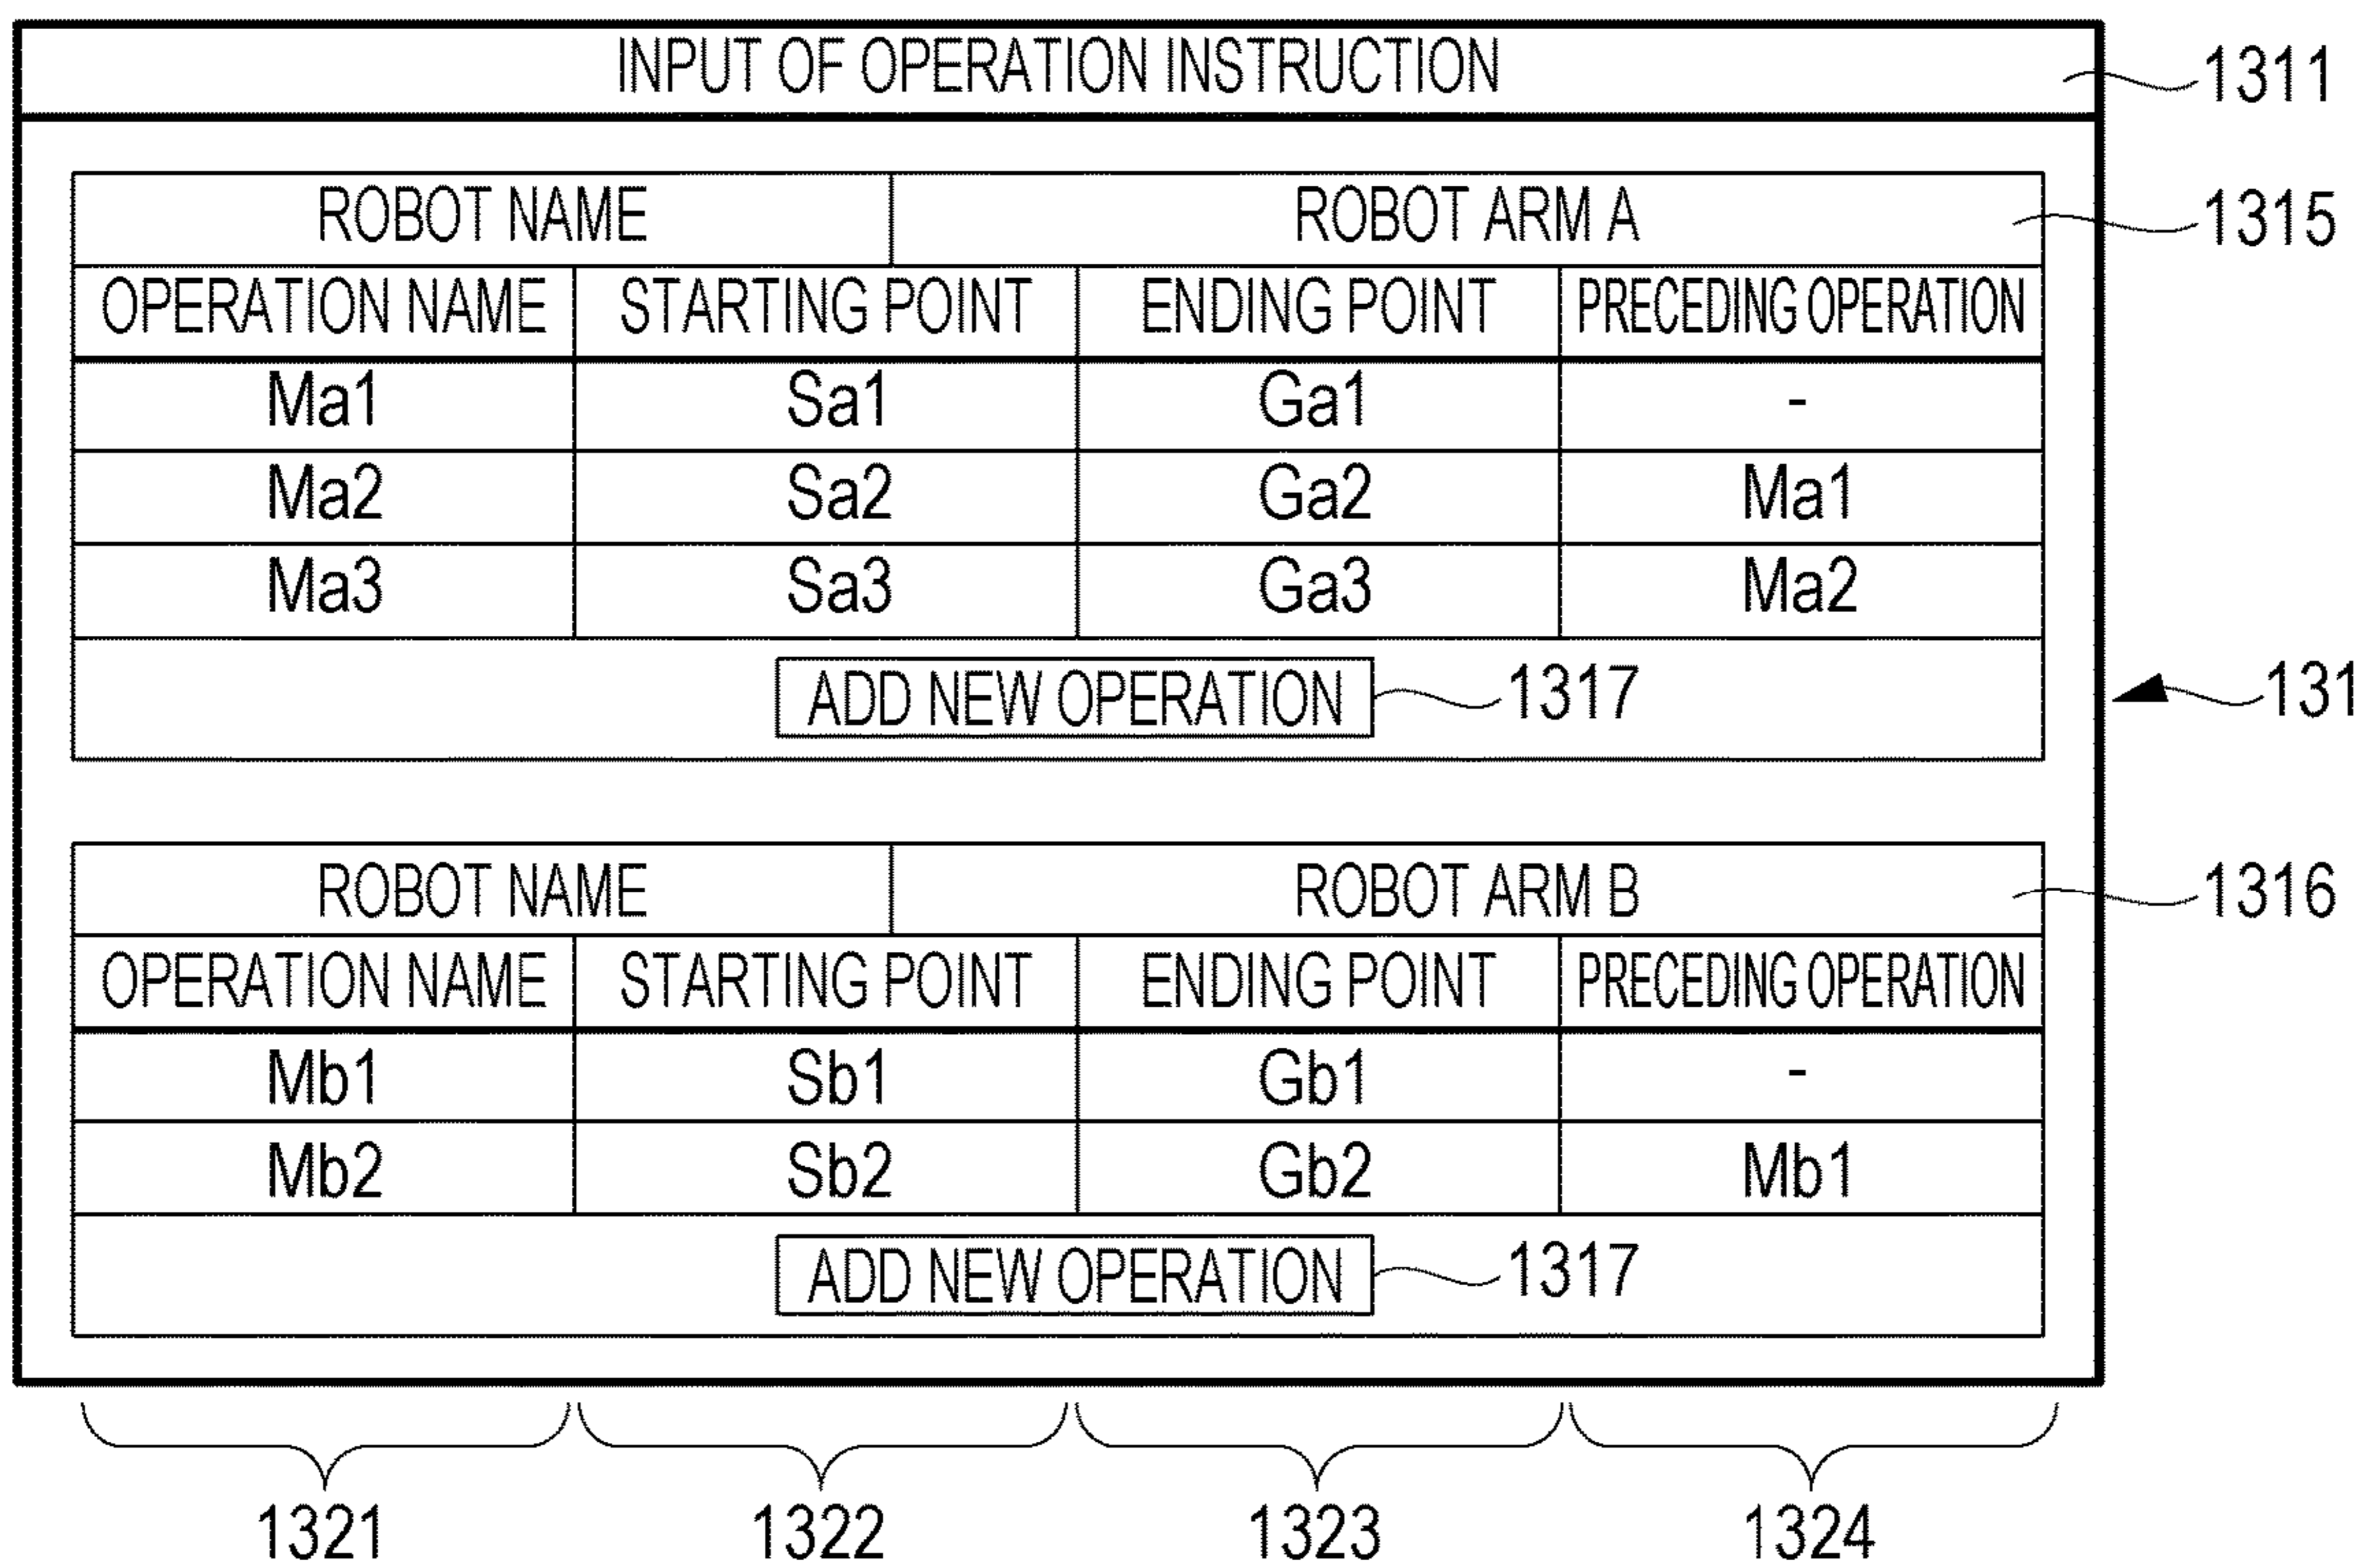 INPUT OF OPERATION INSTRUCTION 1311
ROBOT NAME ROBOT ARM A 1315
OPERATION NAME STARTING POINT ENDING POINT PRECEDING OPERATION
Ma1 Sa1 Ga1 -
Ma2 Sa2 Ga2 Ma1
Ma3 Sa3 Ga3 Ma2
ADD NEW OPERATION 1317 131
ROBOT NAME ROBOT ARM B 1316
OPERATION NAME STARTING POINT ENDING POINT PRECEDING OPERATION
Mb1 Sb1 Gb1 -
Mb2 Sb2 Gb2 Mb1
ADD NEW OPERATION 1317
1321 1322 1323 1324